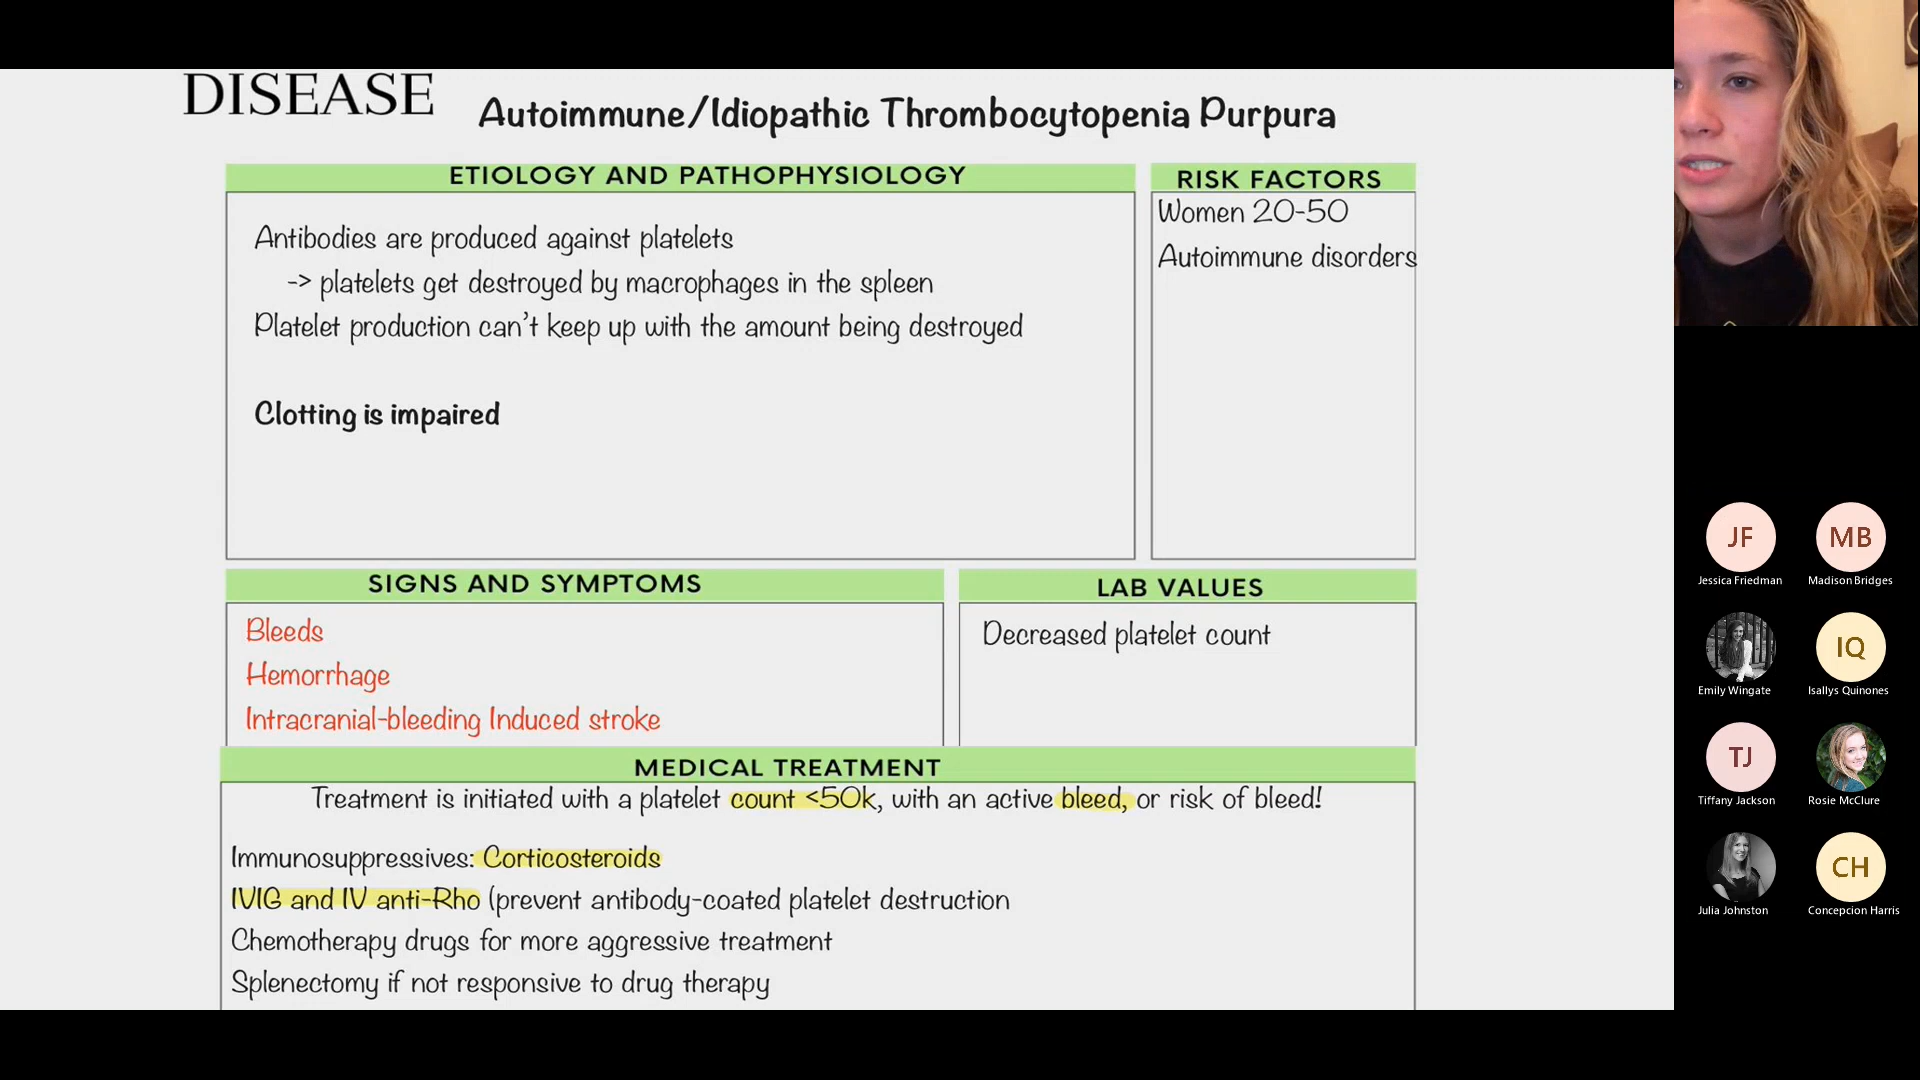 DISEASE
Autoimmune/Idiopathic Thrombocytopenia Purpura
ETIOLOGY AND PATHOPHYSIOLOGY
Antibodies are produced against platelets
-> platelets get destroyed by macrophages in the spleen
Platelet production can't keep up with the amount being destroyed
Clotting is impaired
RISK FACTORS
Women 20-50
Autoimmune disorders
SIGNS AND SYMPTOMS
Bleeds
Hemorrhage
Intracranial-bleeding Induced stroke
LAB VALUES
Decreased platelet count
MEDICAL TREATMENT
Treatment is initiated with a platelet count <50k, with an active bleed, or risk of bleed!
Immunosuppressives: Corticosteroids
IVIG and IV anti-Rho (prevent antibody-coated platelet destruction
Chemotherapy drugs for more aggressive treatment
Splenectomy if not responsive to drug therapy
JF
Jessica Friedman
MB
Madison Bridges
Emily Wingate
IQ
Isallys Quinones
TJ
Tiffany Jackson
Rosie McClure
Julia Johnston
CH
Concepcion Harris